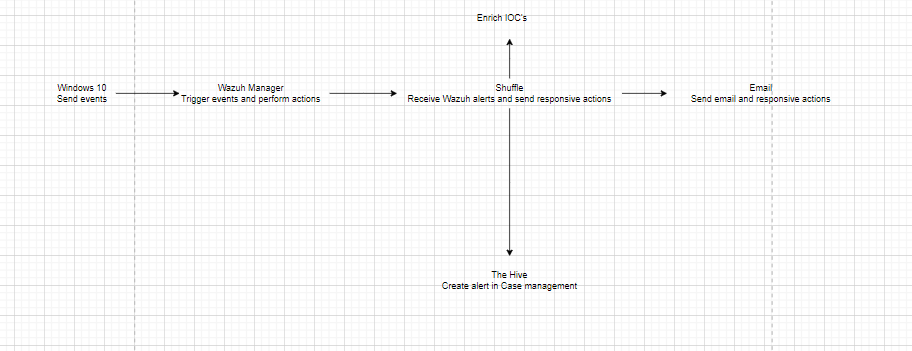 Enrich IOC's
Windows 10
Send events
Wazuh Manager
Trigger events and perform actions
Shuffle
Receive Wazuh alerts and send responsive actions
Email
Send email and responsive actions
The Hive
Create alert in Case management